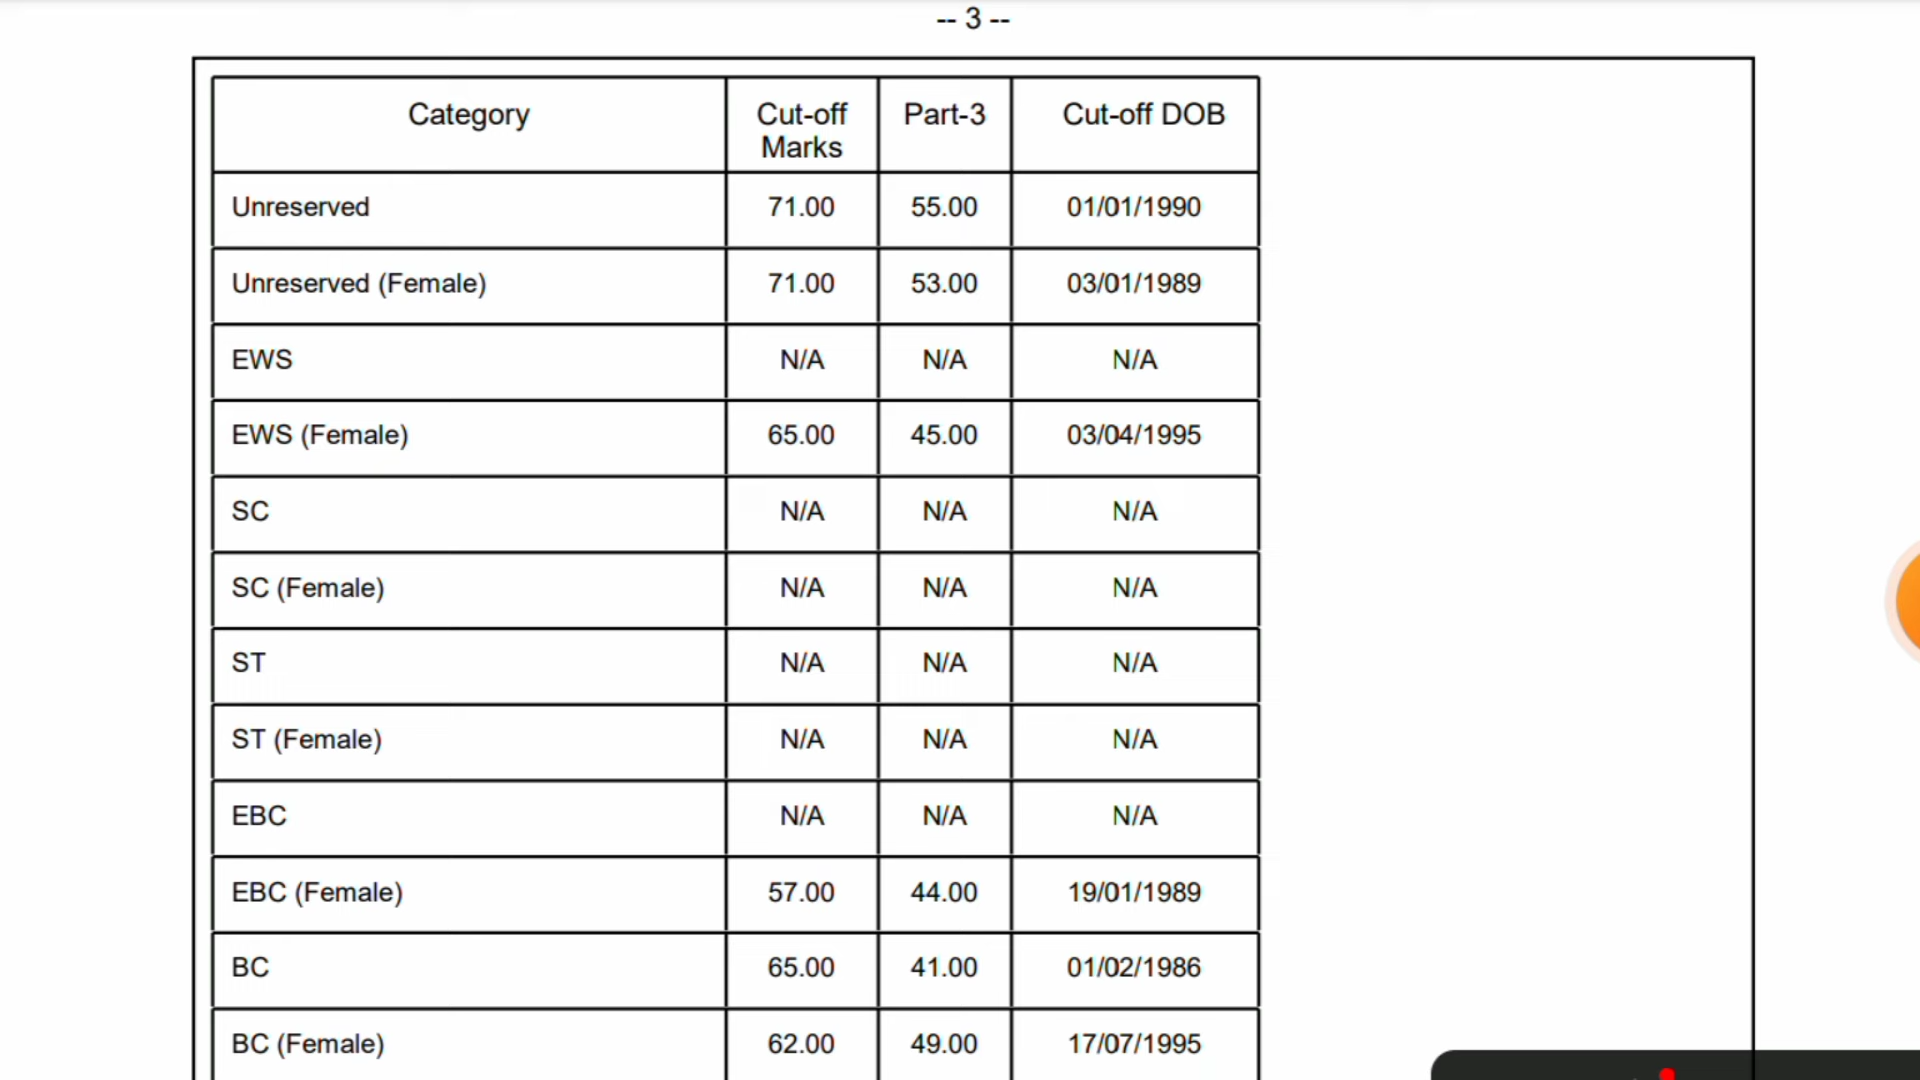 -- 3 --
Category Cut-off Marks Part-3 Cut-off DOB
Unreserved 71.00 55.00 01/01/1990
Unreserved (Female) 71.00 53.00 03/01/1989
EWS N/A N/A N/A
EWS (Female) 65.00 45.00 03/04/1995
SC N/A N/A N/A
SC (Female) N/A N/A N/A
ST N/A N/A N/A
ST (Female) N/A N/A N/A
EBC N/A N/A N/A
EBC (Female) 57.00 44.00 19/01/1989
BC 65.00 41.00 01/02/1986
BC (Female) 62.00 49.00 17/07/1995